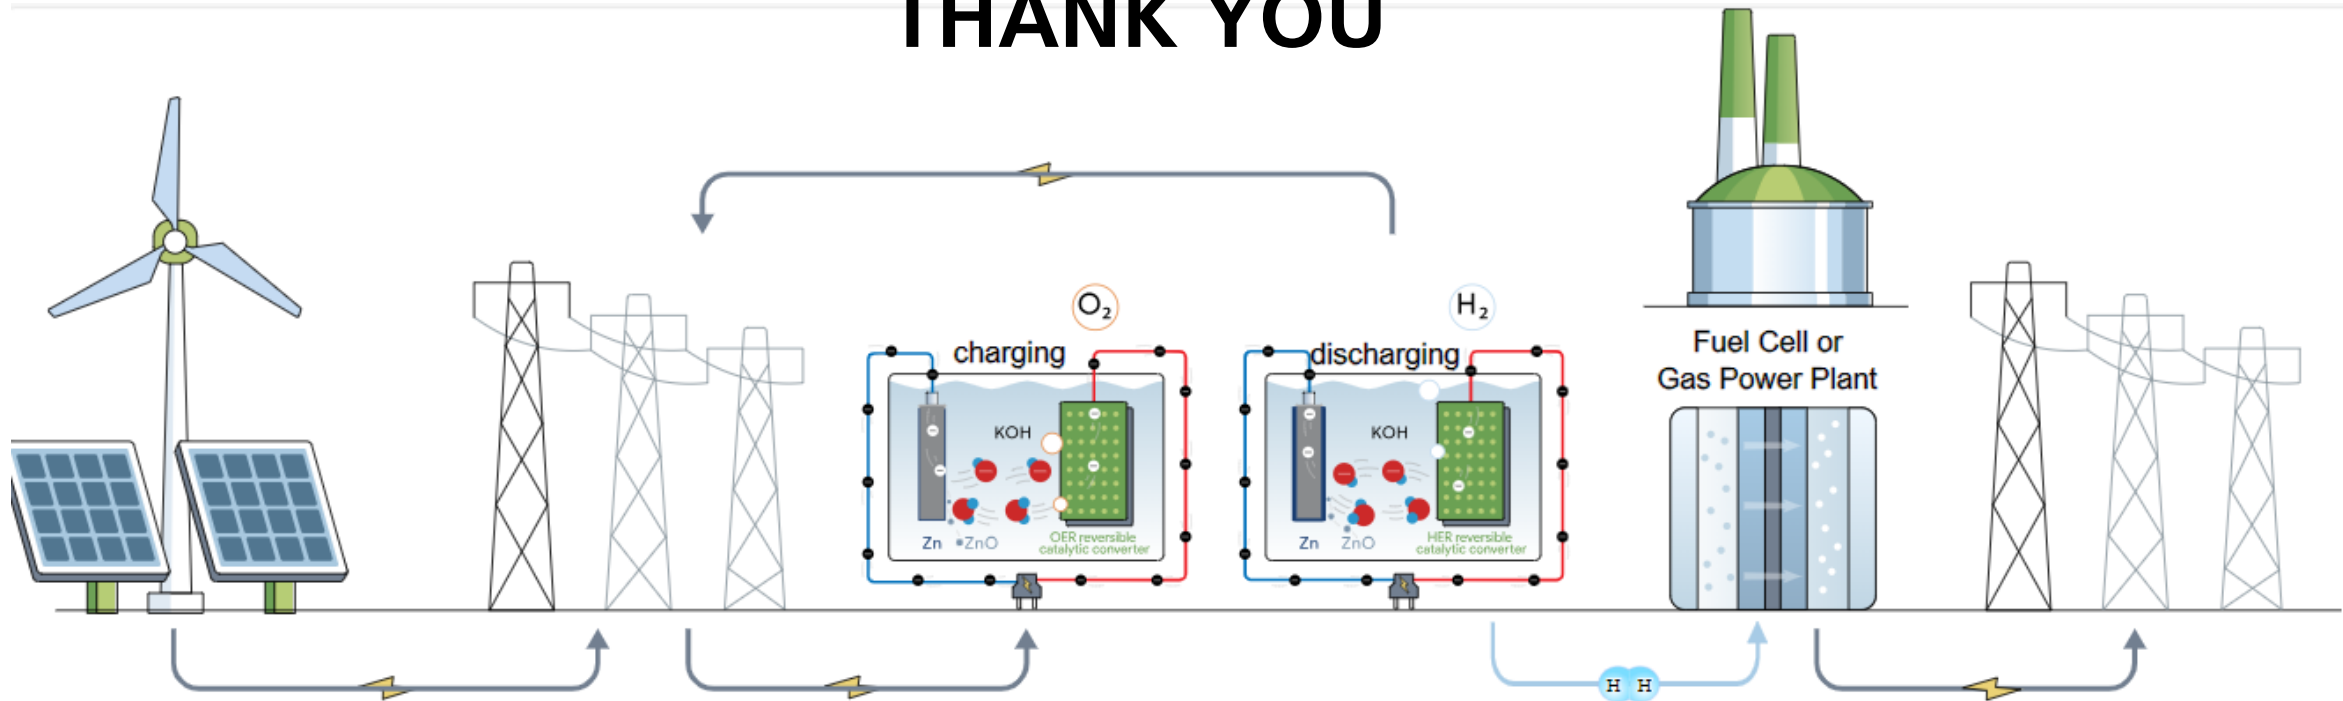 THANK YOU
O₂
H₂
charging
discharging
Fuel Cell or
Gas Power Plant
KOH
KOH
Zn
ZnO
OER reversible
catalytic converter
Zn
ZnO
HER reversible
catalytic converter
H H